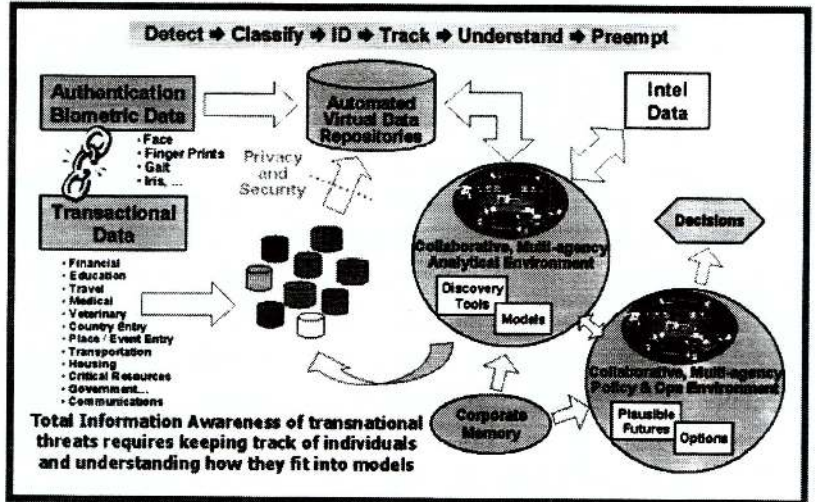 Detect ➔ Classify ➔ ID ➔ Track ➔ Understand ➔ Preempt
Authentication
Biometric Data
• Face
• Finger Prints
• Gait
• Iris, ...
Transactional
Data
• Financial
• Education
• Travel
• Medical
• Veterinary
• Country Entry
• Place / Event Entry
• Transportation
• Housing
• Critical Resources
• Government...
• Communications
Automated
Virtual Data
Repositories
Privacy
and
Security
Intel
Data
Collaborative, Multi-agency
Analytical Environment
Discovery
Tools
Models
Decisions
Collaborative, Multi-agency
Policy & Ops Environment
Plausible
Futures
Options
Corporate
Memory
Total Information Awareness of transnational
threats requires keeping track of individuals
and understanding how they fit into models